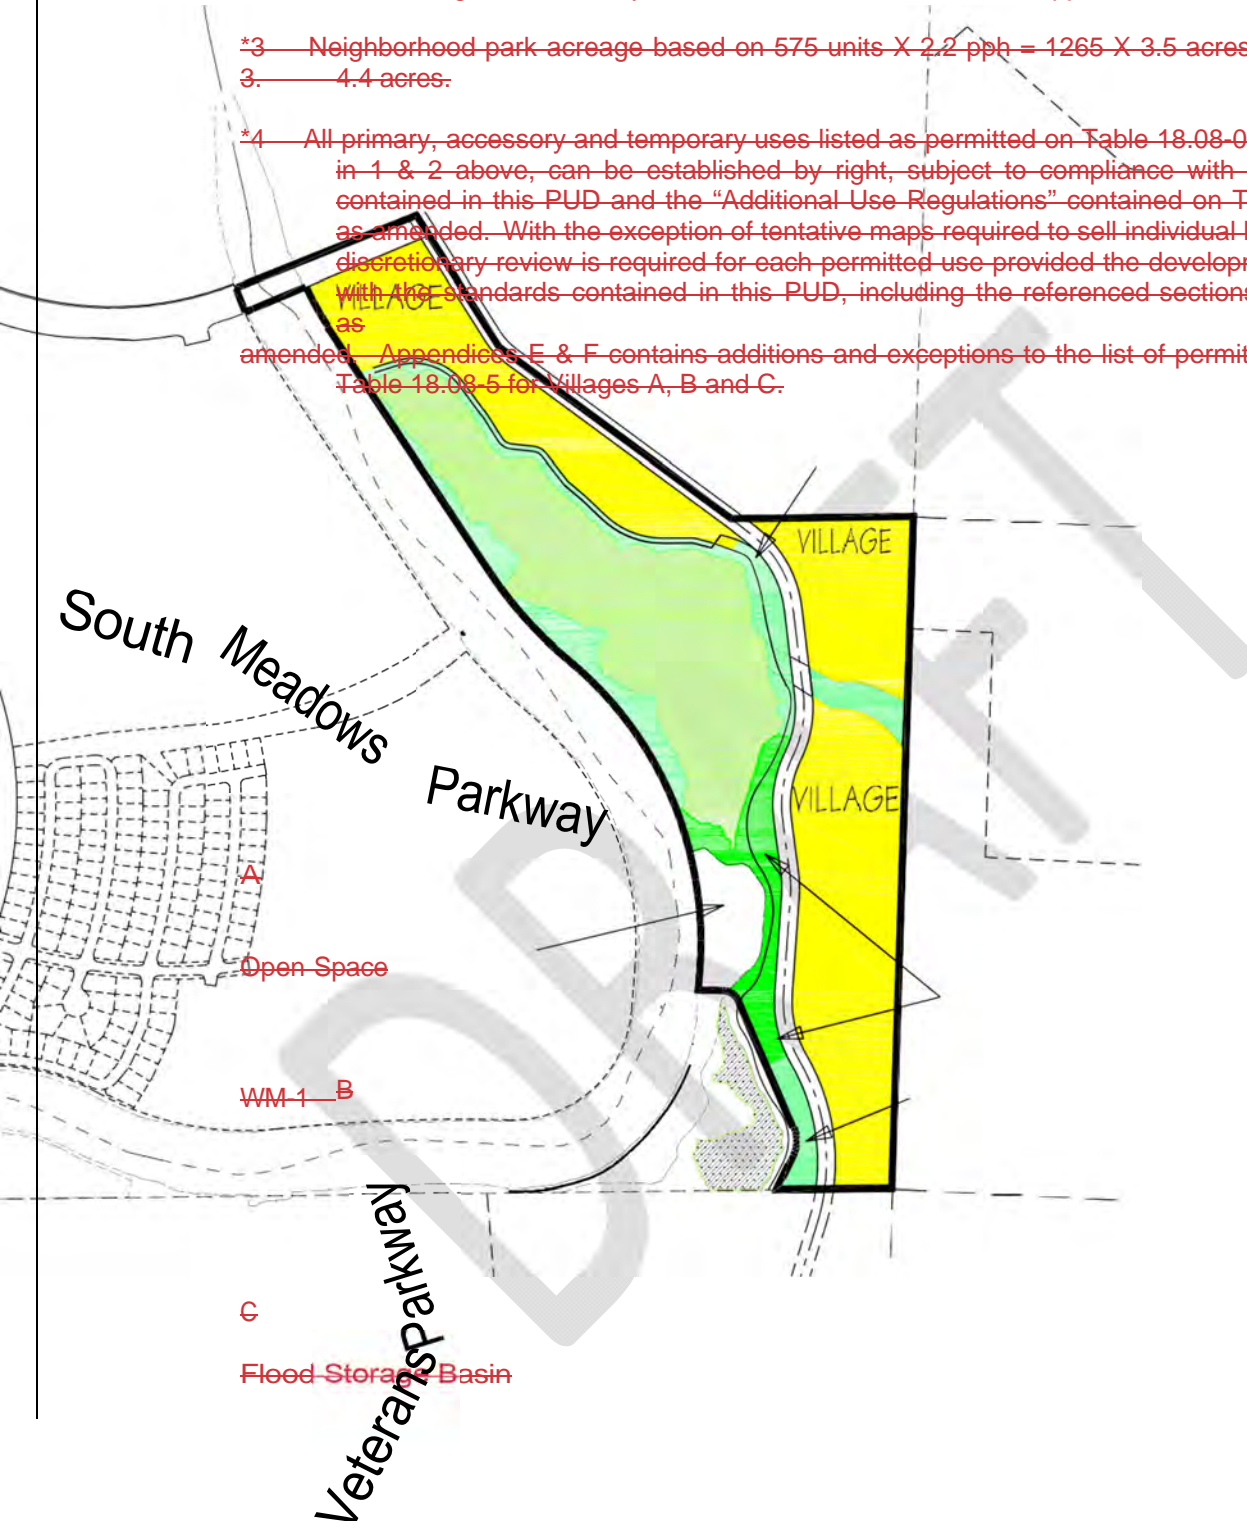 *3 Neighborhood park acreage based on 575 units X 2.2 pph = 1265 X 3.5 acres
3. 4.4 acres.
*4 All primary, accessory and temporary uses listed as permitted on Table 18.08-0
in 1 & 2 above, can be established by right, subject to compliance with
contained in this PUD and the “Additional Use Regulations” contained on T
as amended. With the exception of tentative maps required to sell individual l
discretionary review is required for each permitted use provided the develop
with the standards contained in this PUD, including the referenced sections
as
amended. Appendices E & F contains additions and exceptions to the list of permit
Table 18.08-5 for Villages A, B and C.
VILLAGE
VILLAGE
South Meadows Parkway
VILLAGE
A
Open Space
WM-1 B
Veterans Parkway
C
Flood Storage Basin
DRAFT